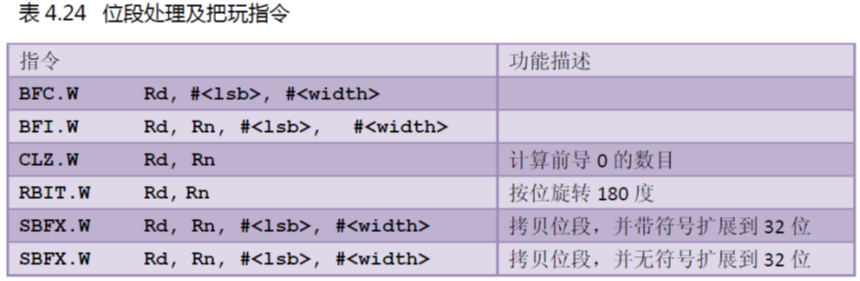 表 4.24 位段处理及把玩指令
指令 功能描述
BFC.W Rd, #<lsb>, #<width>
BFI.W Rd, Rn, #<lsb>, #<width>
CLZ.W Rd, Rn 计算前导 0 的数目
RBIT.W Rd, Rn 按位旋转 180 度
SBFX.W Rd, Rn, #<lsb>, #<width> 拷贝位段，并带符号扩展到 32 位
SBFX.W Rd, Rn, #<lsb>, #<width> 拷贝位段，并无符号扩展到 32 位